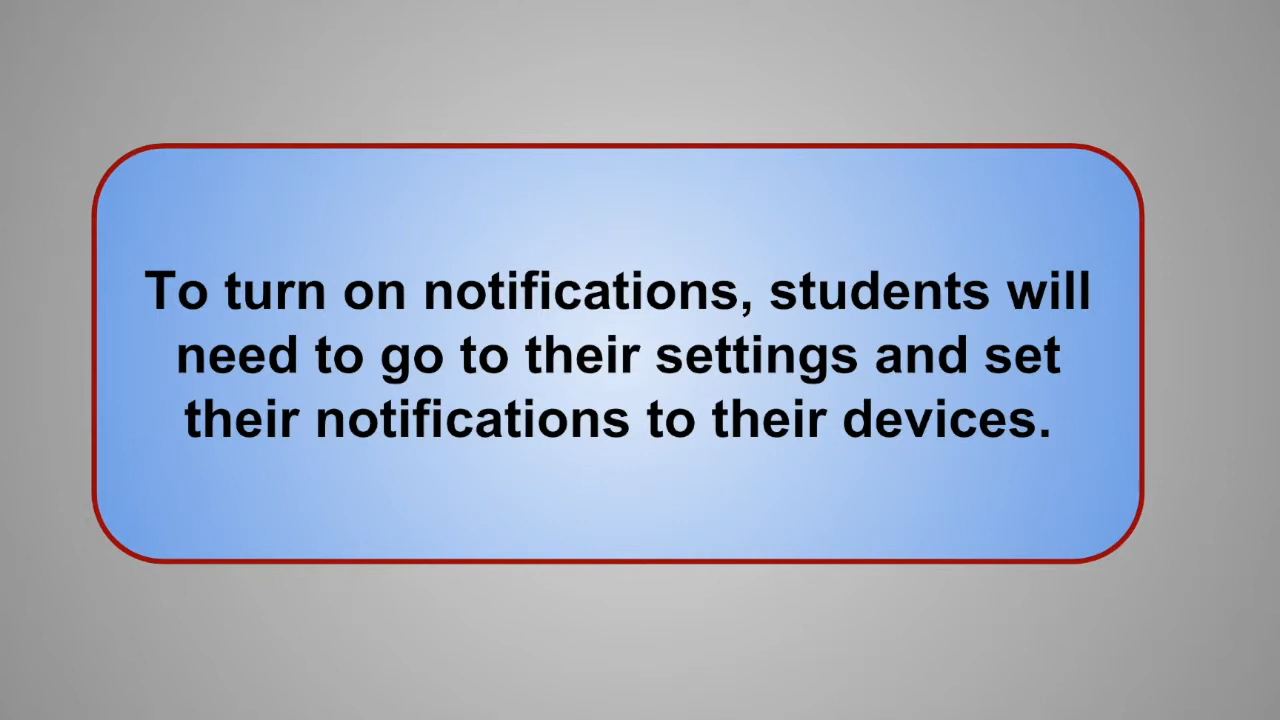 To turn on notifications, students will
need to go to their settings and set
their notifications to their devices.